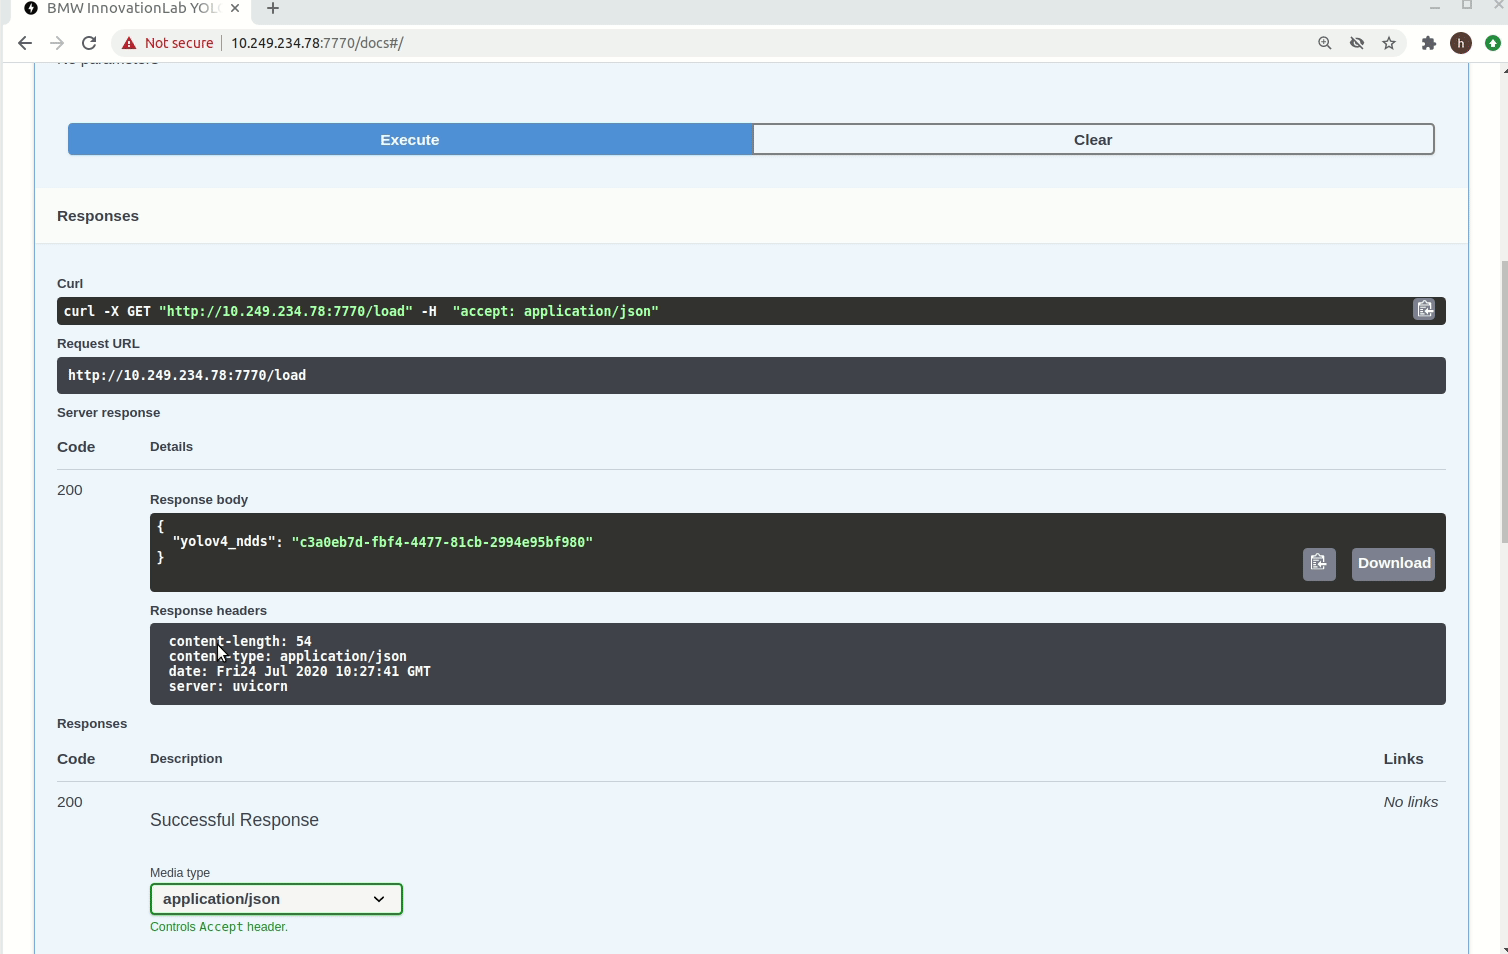 BMW InnovationLab YOL
Not secure 10.249.234.78:7770/docs#/
h
No parameters
Execute Clear
Responses
Curl
curl -X GET "http://10.249.234.78:7770/load" -H  "accept: application/json"
Request URL
http://10.249.234.78:7770/load
Server response
Code Details
200
Response body
{
  "yolov4_ndds": "c3a0eb7d-fbf4-4477-81cb-2994e95bf980"
}
Download
Response headers
content-length: 54
content-type: application/json
date: Fri24 Jul 2020 10:27:41 GMT
server: uvicorn
Responses
Code Description Links
200 No links
Successful Response
Media type
application/json
Controls Accept header.